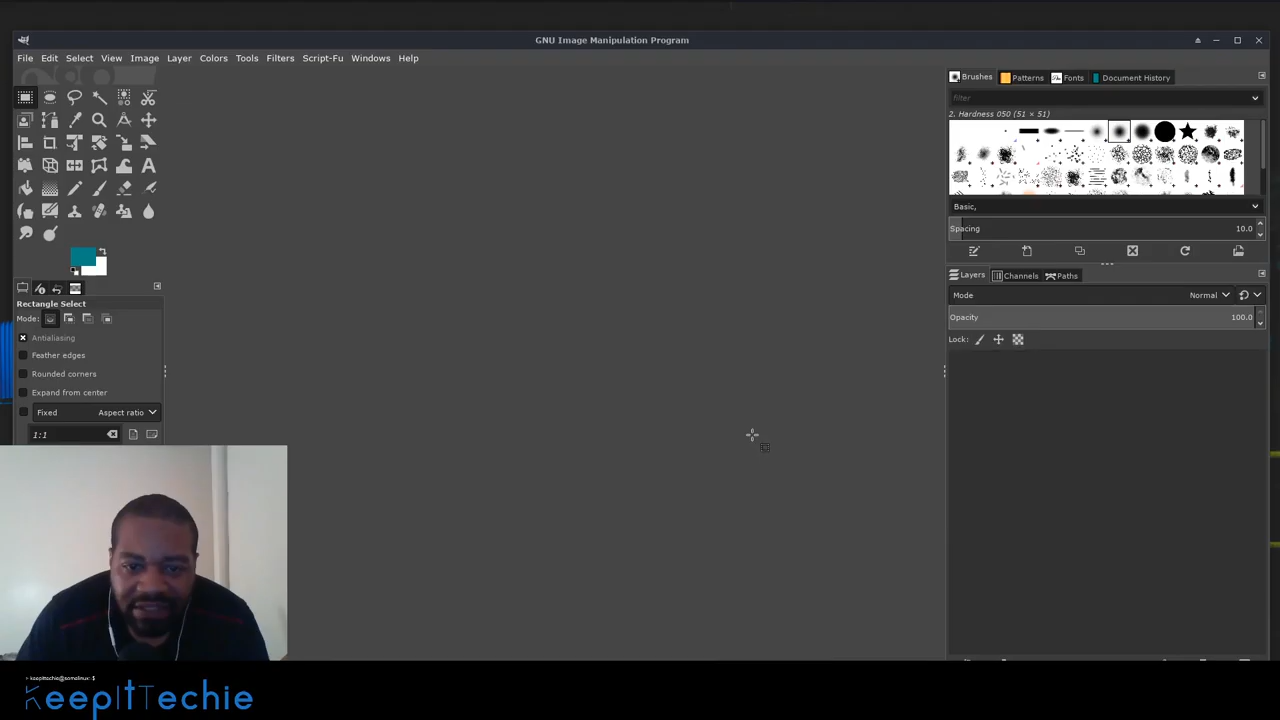 GNU Image Manipulation Program
File Edit Select View Image Layer Colors Tools Filters Script-Fu Windows Help
Brushes Patterns Fonts Document History
filter
2. Hardness 050 (51 × 51)
Basic,
Spacing 10.0
Layers Channels Paths
Mode Normal
Opacity 100.0
Lock:
Rectangle Select
Mode:
Antialiasing
Feather edges
Rounded corners
Expand from center
Fixed Aspect ratio
1:1
> keepittechie@somolinux: $
KeepItTechie